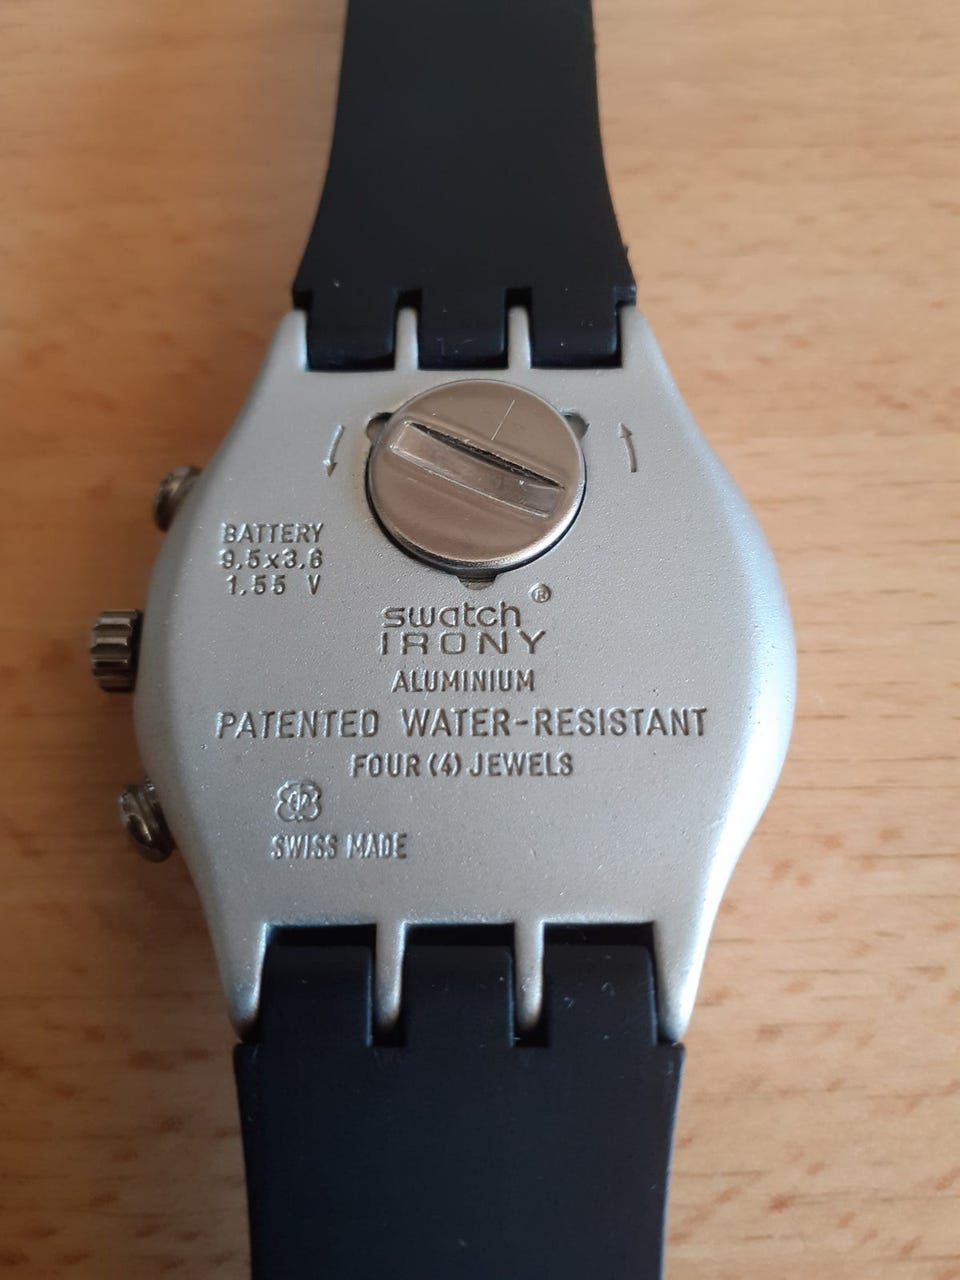 BATTERY
9,5x3,6
1,55 V
swatch®
IRONY
ALUMINIUM
PATENTED WATER-RESISTANT
FOUR (4) JEWELS
SWISS MADE